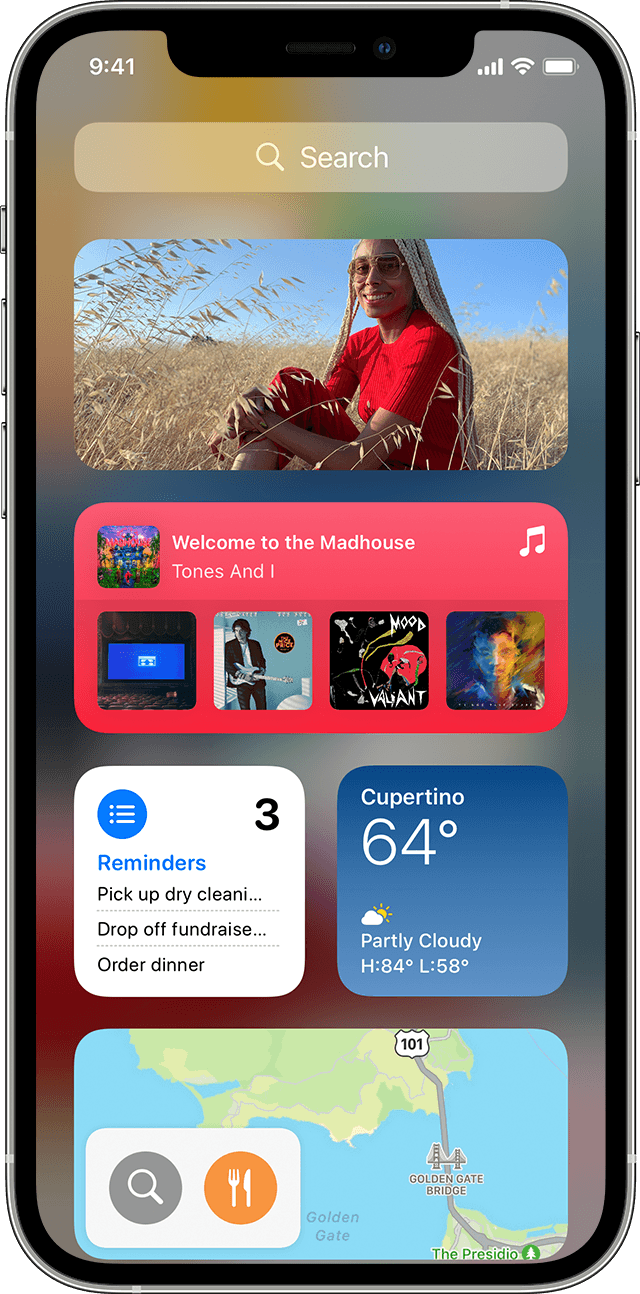 9:41
Search
Welcome to the Madhouse
Tones And I
MOOD
VALIANT
3
Reminders
Pick up dry cleani...
Drop off fundraise...
Order dinner
Cupertino
64°
Partly Cloudy
H:84° L:58°
101
GOLDEN GATE
BRIDGE
Golden
Gate
The Presidio